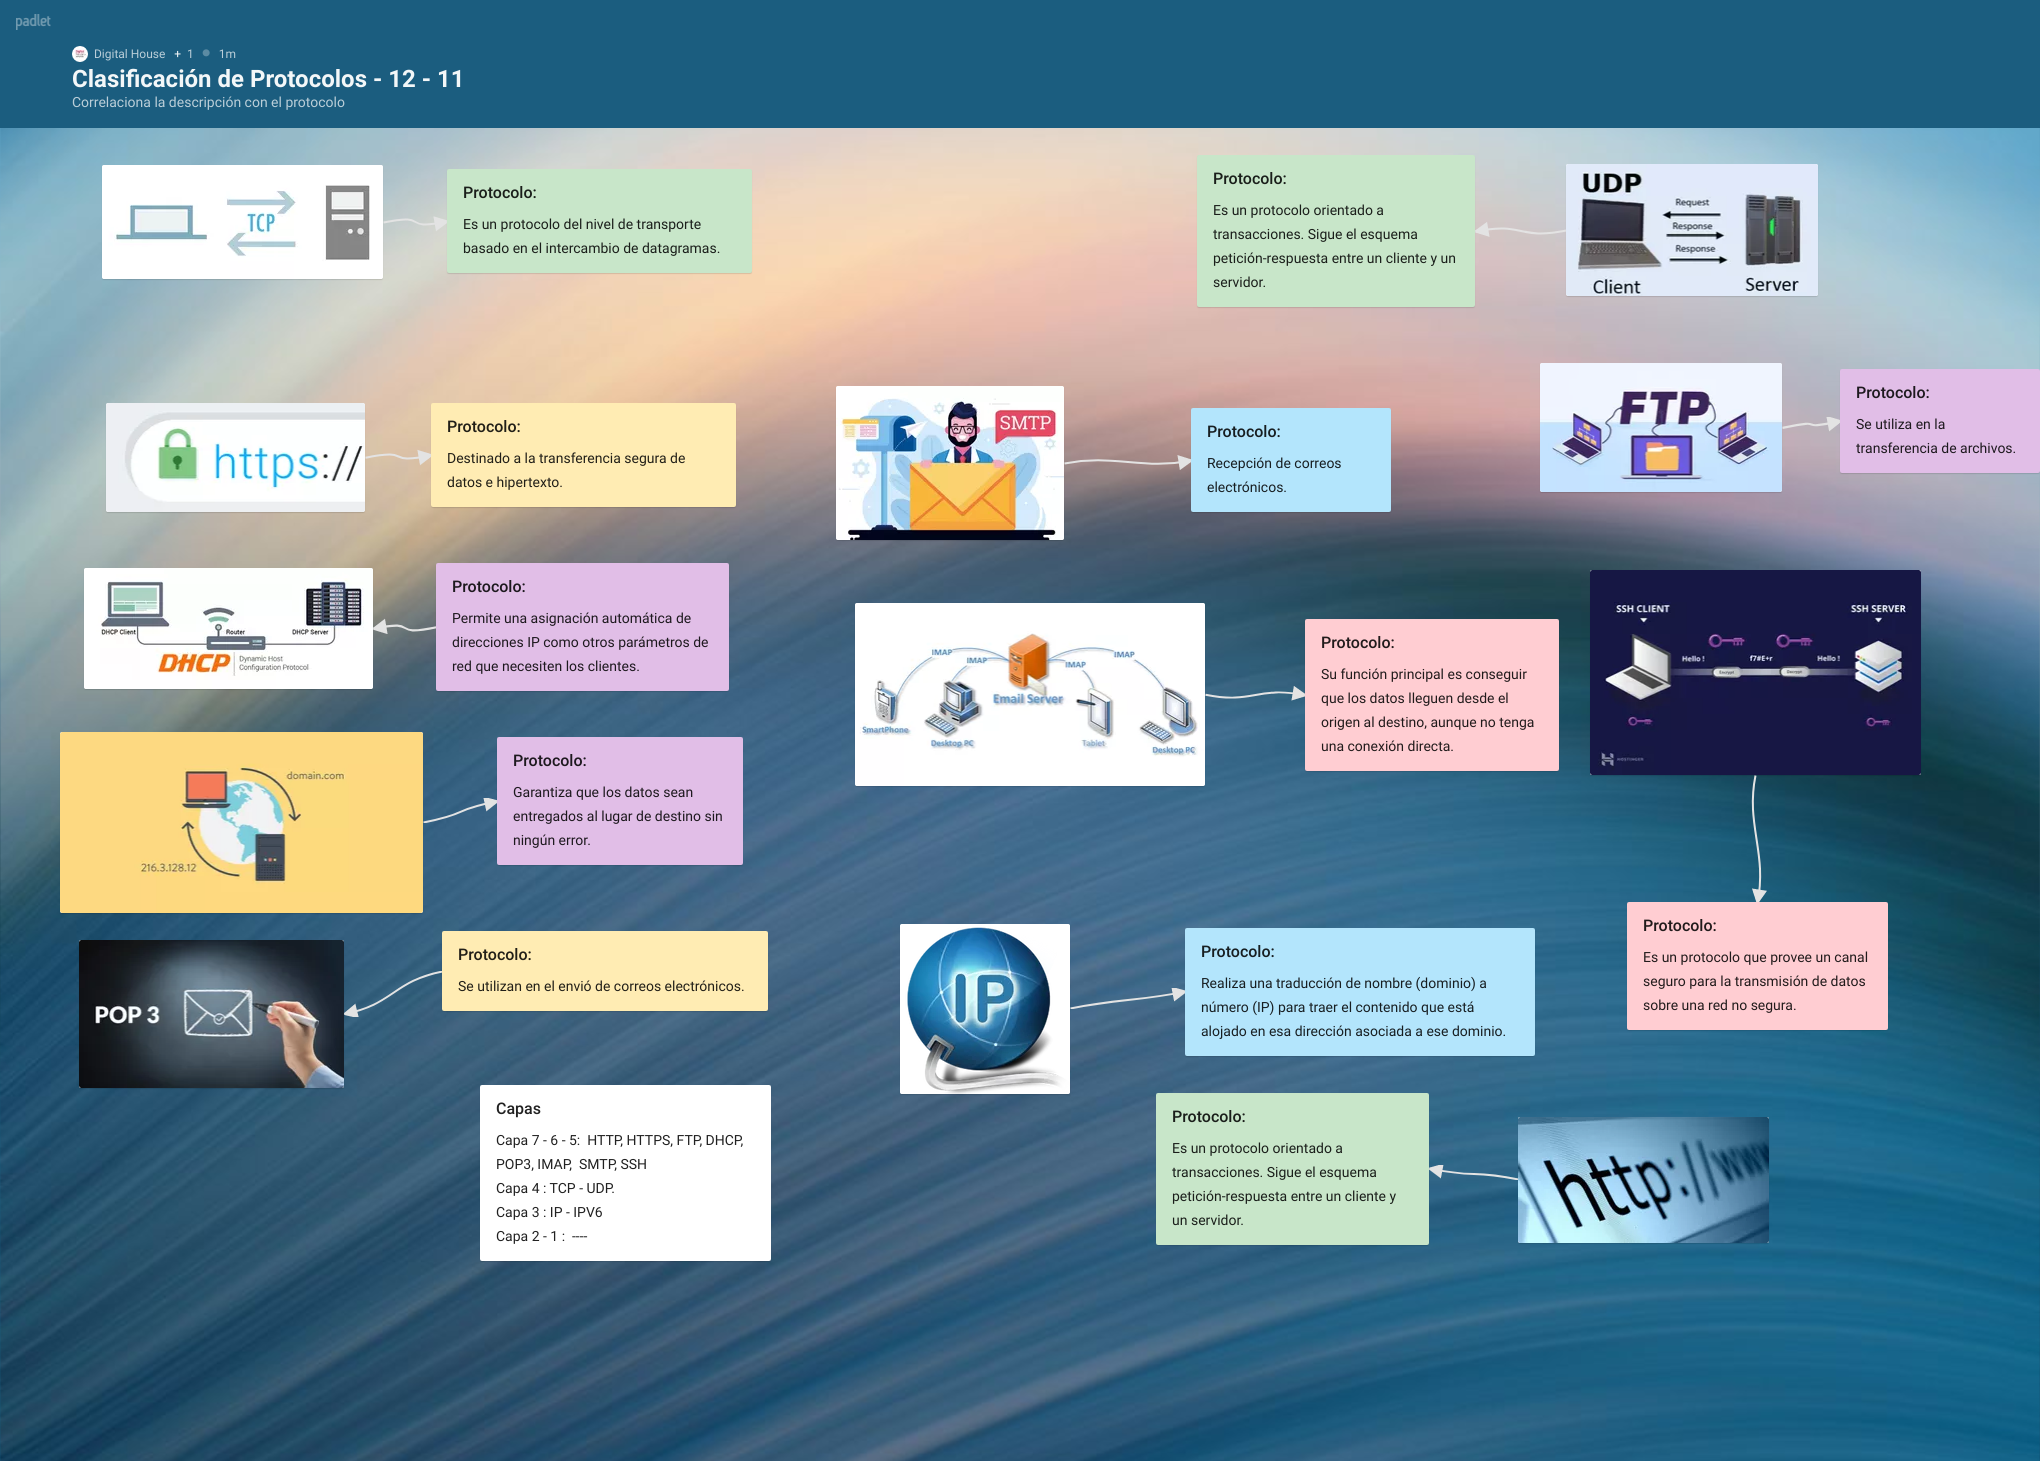 padlet
Digital House + 1 1m
Clasificación de Protocolos - 12 - 11
Correlaciona la descripción con el protocolo
TCP
Protocolo:
Es un protocolo del nivel de transporte
basado en el intercambio de datagramas.
Protocolo:
Es un protocolo orientado a
transacciones. Sigue el esquema
petición-respuesta entre un cliente y un
servidor.
UDP
Request
Response
Response
Client
Server
https://
Protocolo:
Destinado a la transferencia segura de
datos e hipertexto.
SMTP
Protocolo:
Recepción de correos
electrónicos.
FTP
Protocolo:
Se utiliza en la
transferencia de archivos.
DHCP Client
Router
DHCP Server
DHCP
Dynamic Host
Configuration Protocol
Protocolo:
Permite una asignación automática de
direcciones IP como otros parámetros de
red que necesiten los clientes.
IMAP
IMAP
IMAP
IMAP
Email Server
SmartPhone
Desktop PC
Tablet
Desktop PC
Protocolo:
Su función principal es conseguir
que los datos lleguen desde el
origen al destino, aunque no tenga
una conexión directa.
SSH CLIENT
SSH SERVER
Hello !
f7#E+r
Hello !
Encrypt
Decrypt
HOSTINGER
domain.com
216.3.128.12
Protocolo:
Garantiza que los datos sean
entregados al lugar de destino sin
ningún error.
POP 3
Protocolo:
Se utilizan en el envió de correos electrónicos.
IP
Protocolo:
Realiza una traducción de nombre (dominio) a
número (IP) para traer el contenido que está
alojado en esa dirección asociada a ese dominio.
Protocolo:
Es un protocolo que provee un canal
seguro para la transmisión de datos
sobre una red no segura.
Capas
Capa 7 - 6 - 5:  HTTP, HTTPS, FTP, DHCP,
POP3, IMAP,  SMTP, SSH
Capa 4 : TCP - UDP.
Capa 3 : IP - IPV6
Capa 2 - 1 :  ----
Protocolo:
Es un protocolo orientado a
transacciones. Sigue el esquema
petición-respuesta entre un cliente y
un servidor.
http://www